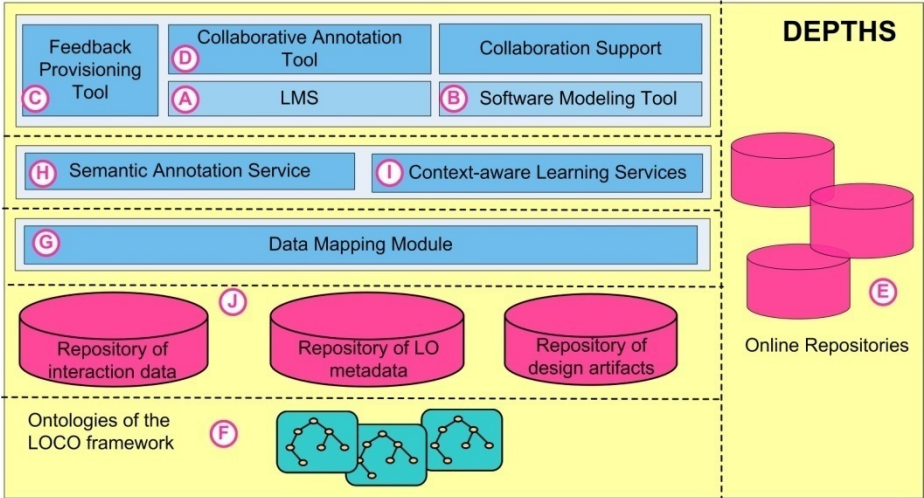 DEPTHS
Feedback
Provisioning
Tool
C
Collaborative Annotation
Tool
D
Collaboration Support
A
LMS
B
Software Modeling Tool
H
Semantic Annotation Service
I
Context-aware Learning Services
G
Data Mapping Module
J
Repository of
interaction data
Repository of LO
metadata
Repository of
design artifacts
E
Online Repositories
Ontologies of the
LOCO framework
F